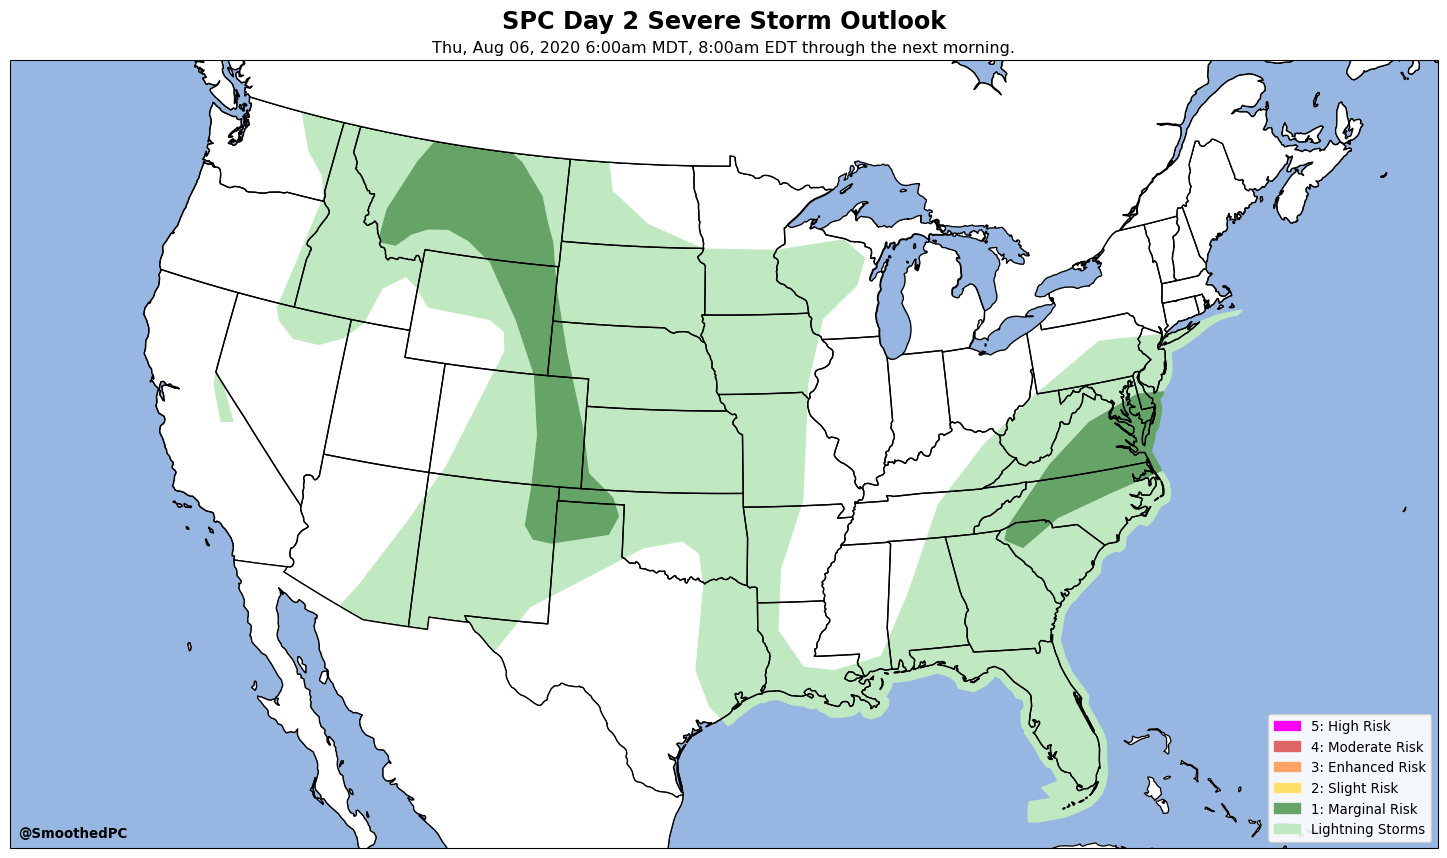 SPC Day 2 Severe Storm Outlook
Thu, Aug 06, 2020 6:00am MDT, 8:00am EDT through the next morning.
5: High Risk
4: Moderate Risk
3: Enhanced Risk
2: Slight Risk
1: Marginal Risk
Lightning Storms
@SmoothedPC